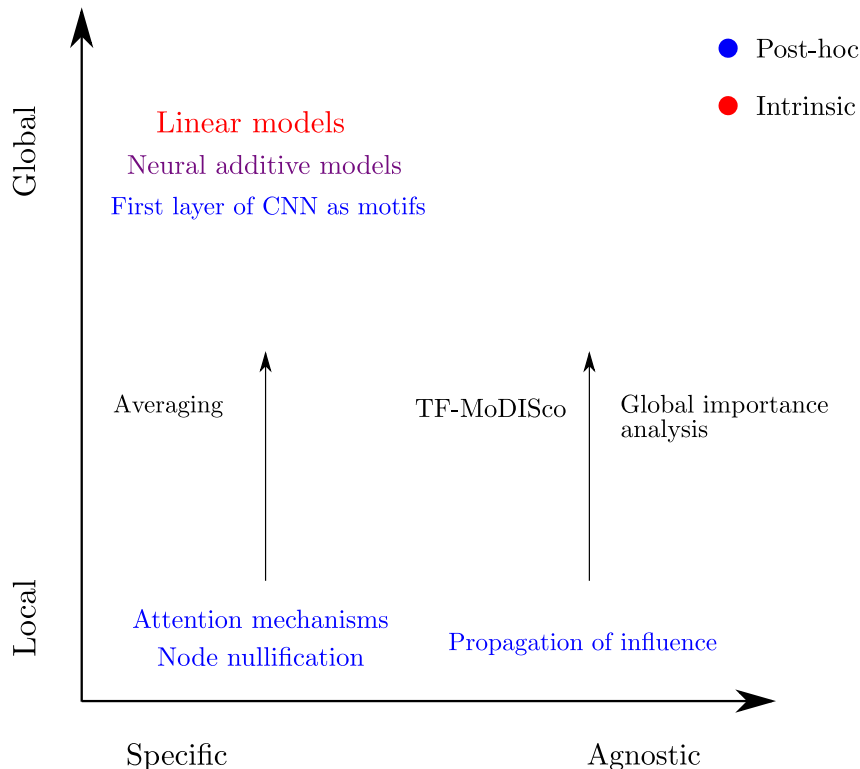 Post-hoc
Intrinsic
Global
Linear models
Neural additive models
First layer of CNN as motifs
Averaging
TF-MoDISco
Global importance
analysis
Local
Attention mechanisms
Node nullification
Propagation of influence
Specific
Agnostic